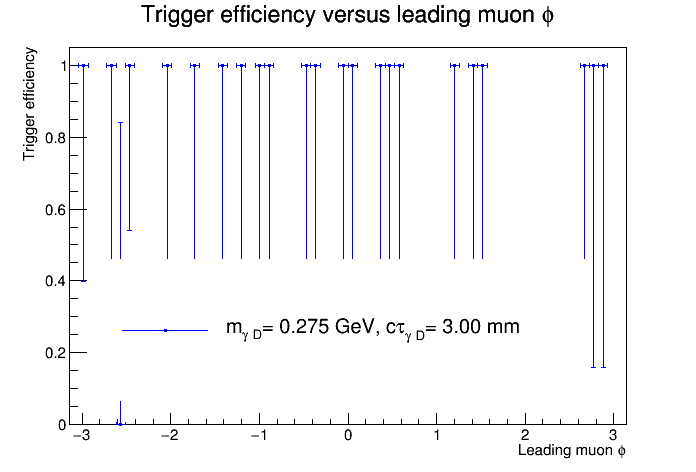 Trigger efficiency versus leading muon ϕ
Trigger efficiency
1
0.8
0.6
0.4
0.2
0
m_γ D= 0.275 GeV, cτ_γ D= 3.00 mm
−3 −2 −1 0 1 2 3
Leading muon ϕ